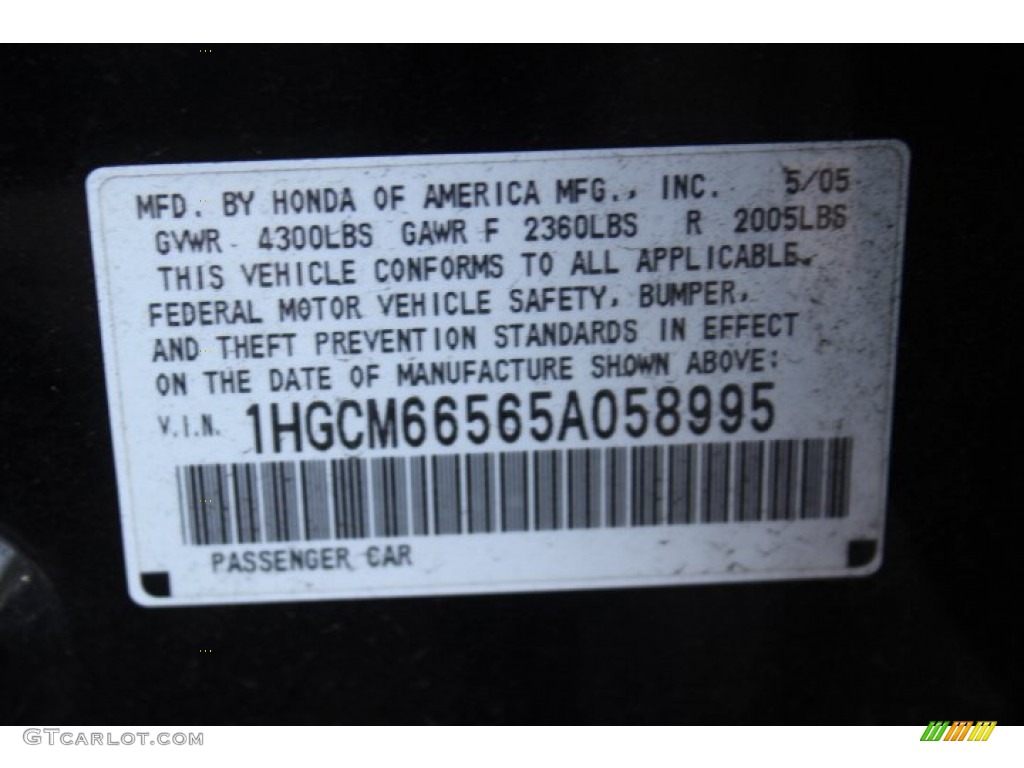 MFD. BY HONDA OF AMERICA MFG., INC. 5/05
GVWR 4300LBS GAWR F 2360LBS R 2005LBS
THIS VEHICLE CONFORMS TO ALL APPLICABLE
FEDERAL MOTOR VEHICLE SAFETY, BUMPER,
AND THEFT PREVENTION STANDARDS IN EFFECT
ON THE DATE OF MANUFACTURE SHOWN ABOVE:
V.I.N. 1HGCM66565A058995
PASSENGER CAR
GTCARLOT.COM